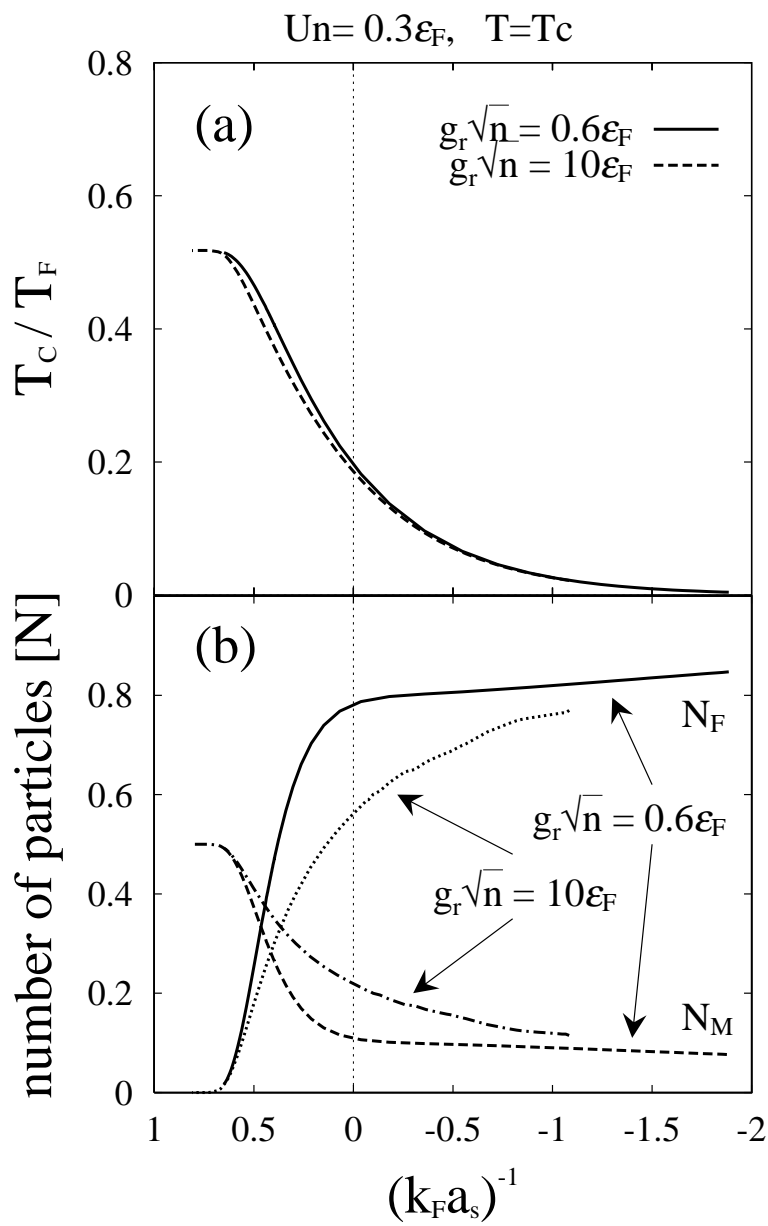 Un= 0.3εF, T=Tc
0.8
(a)
gr√n = 0.6εF
gr√n = 10εF
0.6
TC / TF
0.4
0.2
0
number of particles [N]
(b)
0.8
NF
0.6
gr√n = 0.6εF
0.4
gr√n = 10εF
0.2
NM
0
1 0.5 0 -0.5 -1 -1.5 -2
(kFas)-1